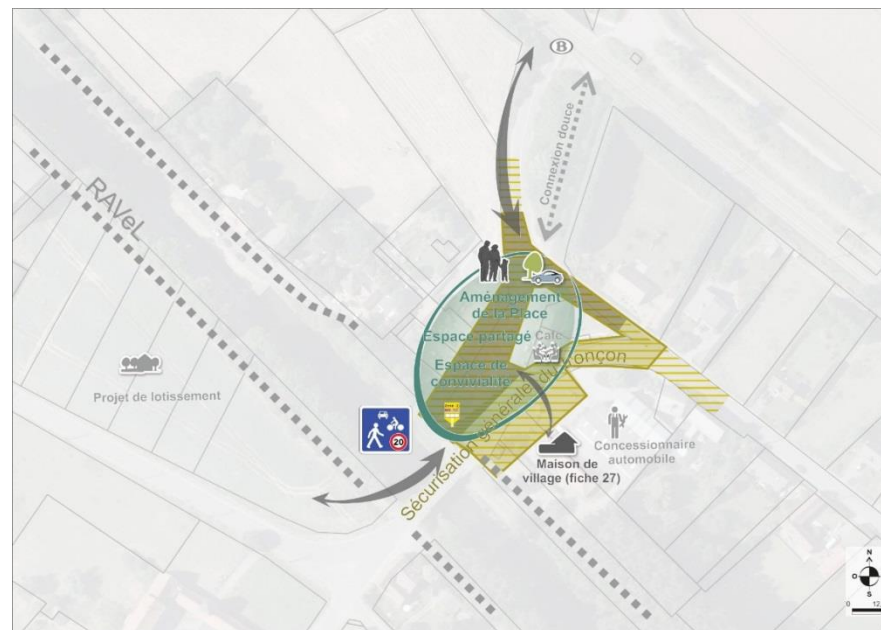 B
Connexion douce
RAVeL
Aménagement
de la Place
Espace partagé
Café
Espace de
convivialité
Sécurisation générale du tronçon
Projet de lotissement
20
Concessionnaire
automobile
Maison de
village (fiche 27)
N
O
S
0